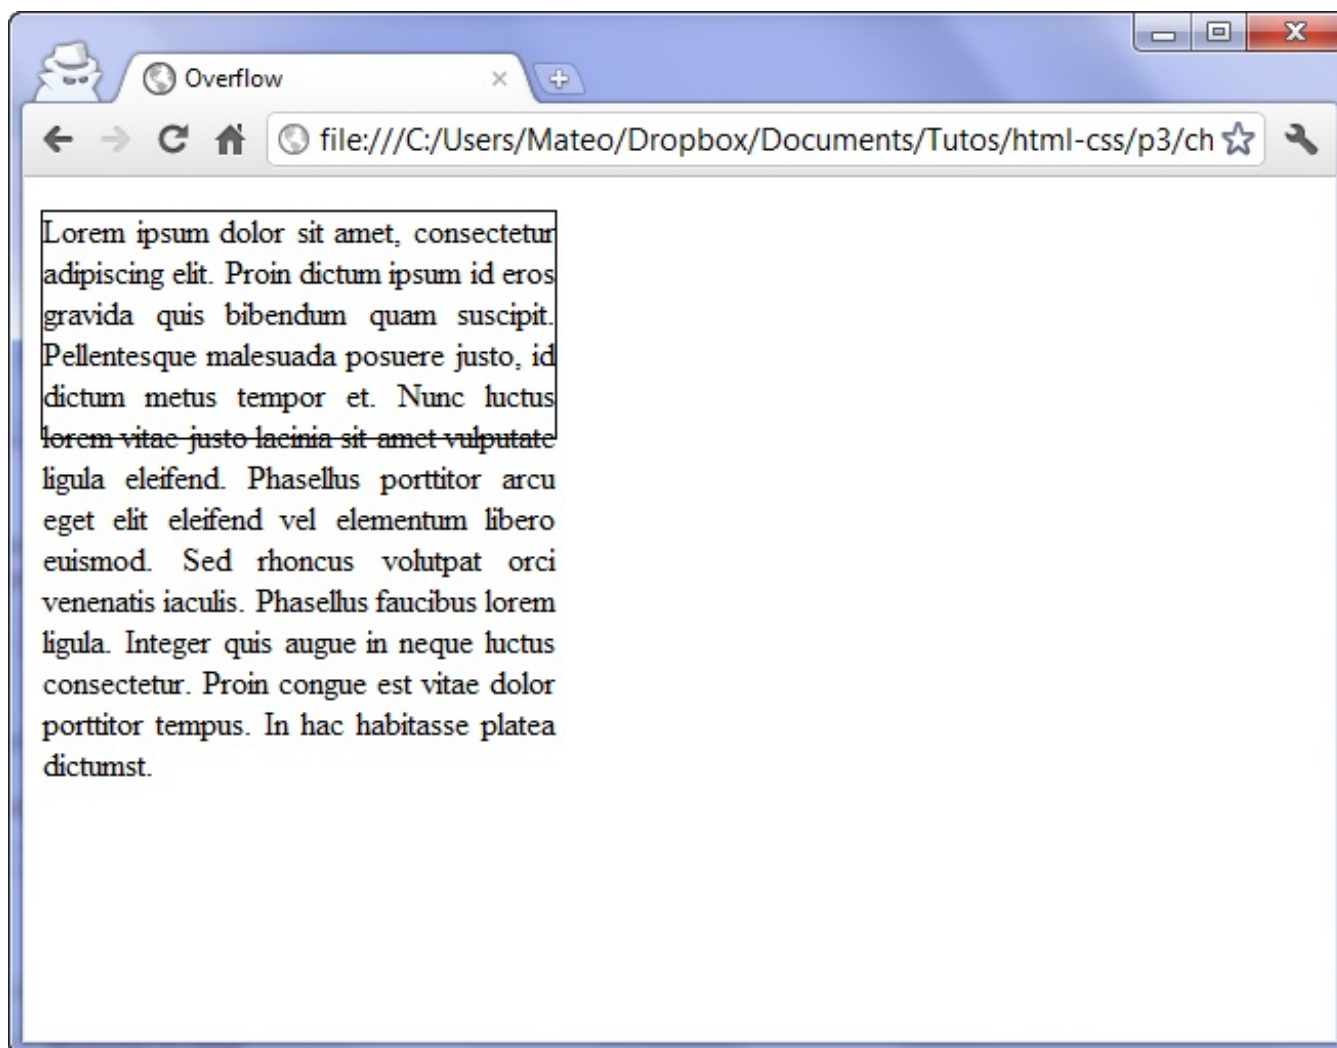 Overflow
file:///C:/Users/Mateo/Dropbox/Documents/Tutos/html-css/p3/ch
Lorem ipsum dolor sit amet, consectetur
adipiscing elit. Proin dictum ipsum id eros
gravida quis bibendum quam suscipit.
Pellentesque malesuada posuere justo, id
dictum metus tempor et. Nunc luctus
lorem vitae justo lacinia sit amet vulputate
ligula eleifend. Phasellus porttitor arcu
eget elit eleifend vel elementum libero
euismod. Sed rhoncus volutpat orci
venenatis iaculis. Phasellus faucibus lorem
ligula. Integer quis augue in neque luctus
consectetur. Proin congue est vitae dolor
porttitor tempus. In hac habitasse platea
dictumst.